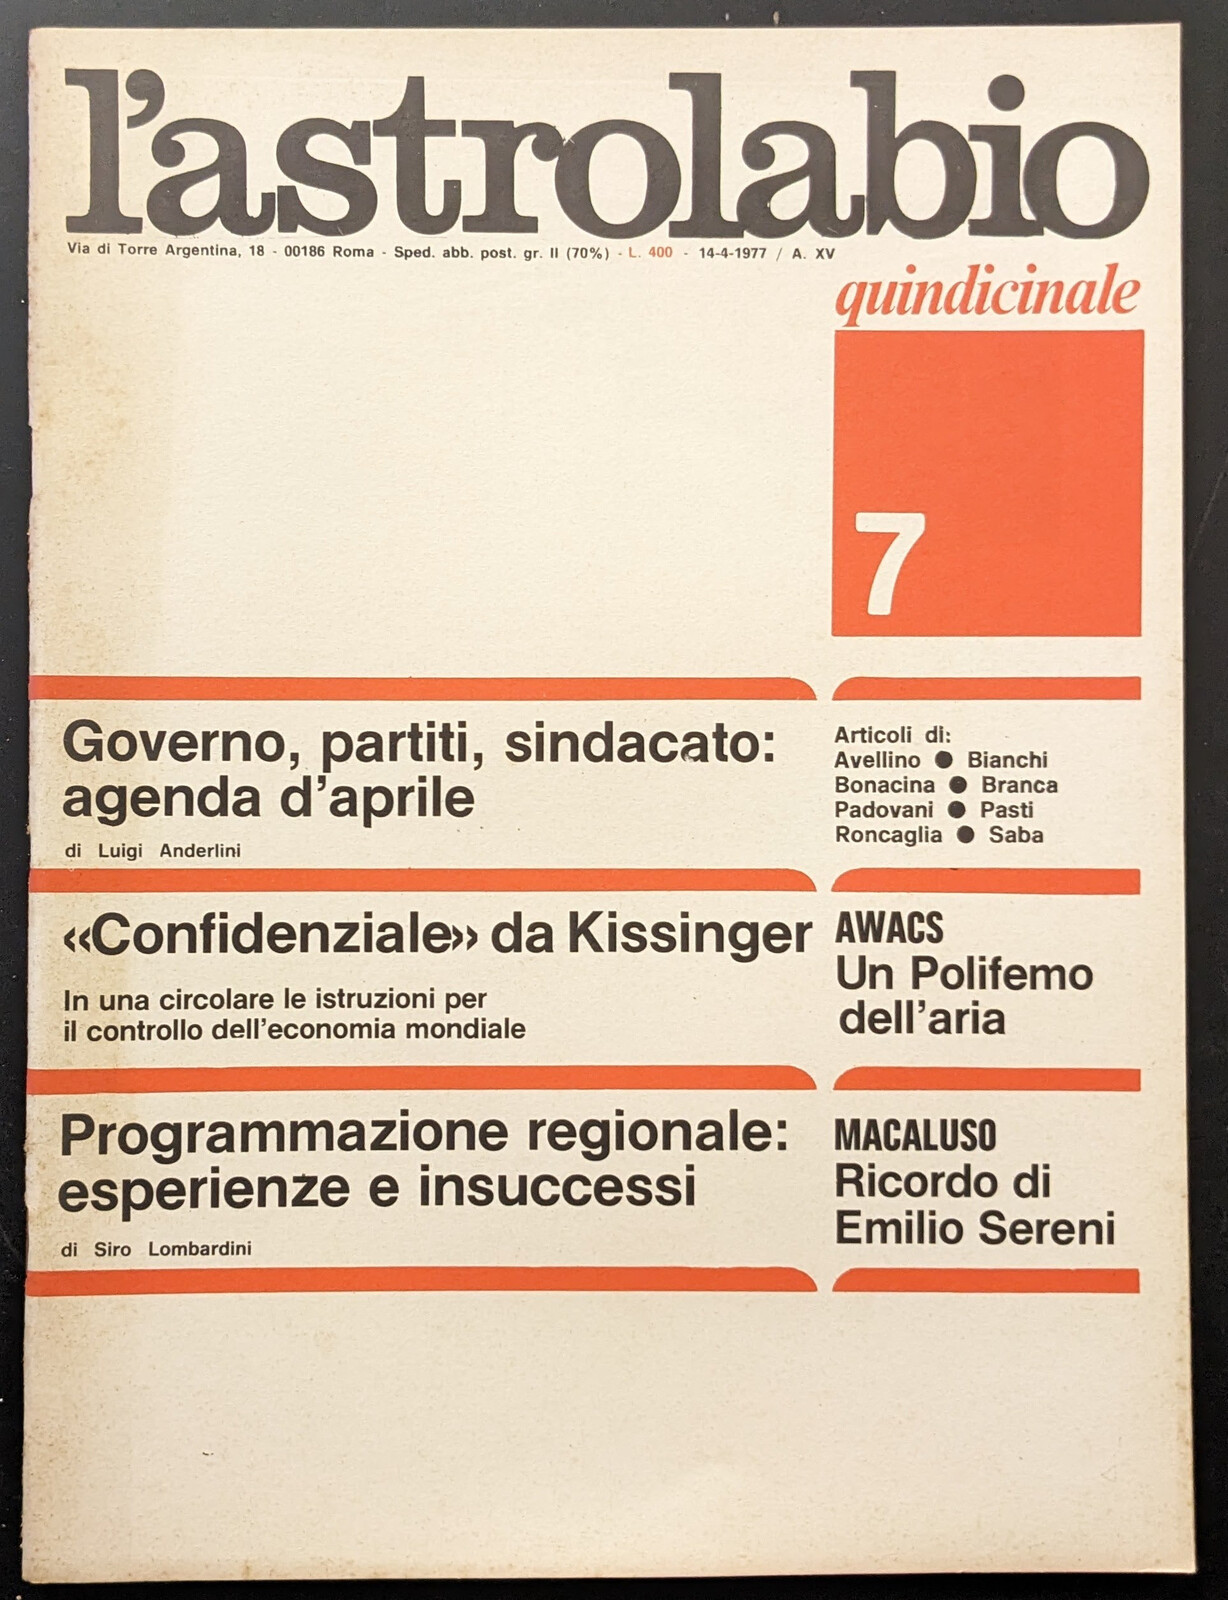 l'astrolabio
Via di Torre Argentina, 18 - 00186 Roma - Sped. abb. post. gr. II (70%) - L. 400 - 14-4-1977 / A. XV
quindicinale
7
Governo, partiti, sindacato:
agenda d'aprile
di Luigi Anderlini
Articoli di:
Avellino ● Bianchi
Bonacina ● Branca
Padovani ● Pasti
Roncaglia ● Saba
«Confidenziale» da Kissinger
In una circolare le istruzioni per
il controllo dell'economia mondiale
AWACS
Un Polifemo
dell'aria
Programmazione regionale:
esperienze e insuccessi
di Siro Lombardini
MACALUSO
Ricordo di
Emilio Sereni